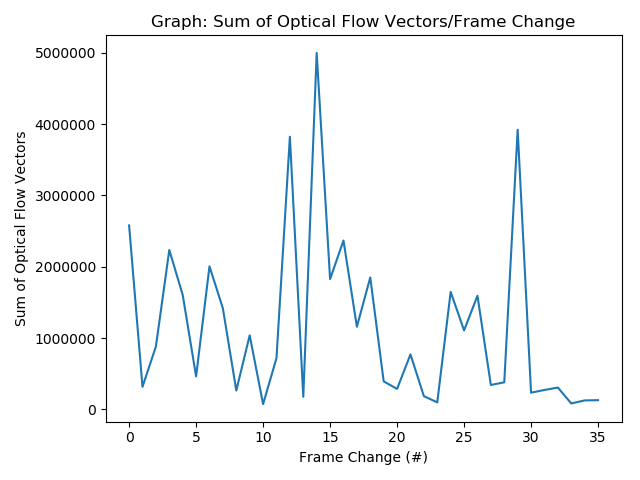 Graph: Sum of Optical Flow Vectors/Frame Change
5000000
4000000
3000000
2000000
1000000
0
Sum of Optical Flow Vectors
0 5 10 15 20 25 30 35
Frame Change (#)